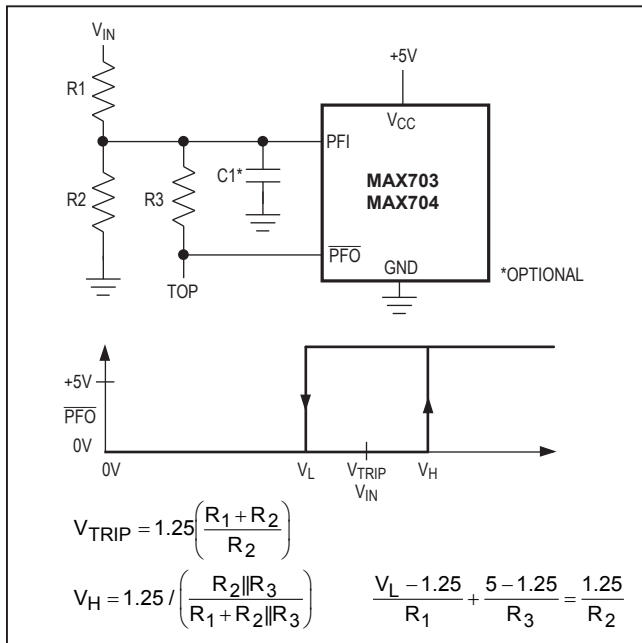 V_IN
+5V
R1
V_CC
PFI
C1*
R2
R3
MAX703
MAX704
P̅F̅O̅
GND
*OPTIONAL
TOP
+5V
P̅F̅O̅
0V
0V
V_L
V_TRIP
V_H
V_IN
V_TRIP = 1.25((R_1 + R_2)/R_2)
V_H = 1.25 / ((R_2||R_3)/(R_1 + R_2||R_3))
(V_L − 1.25)/R_1 + (5 − 1.25)/R_3 = 1.25/R_2